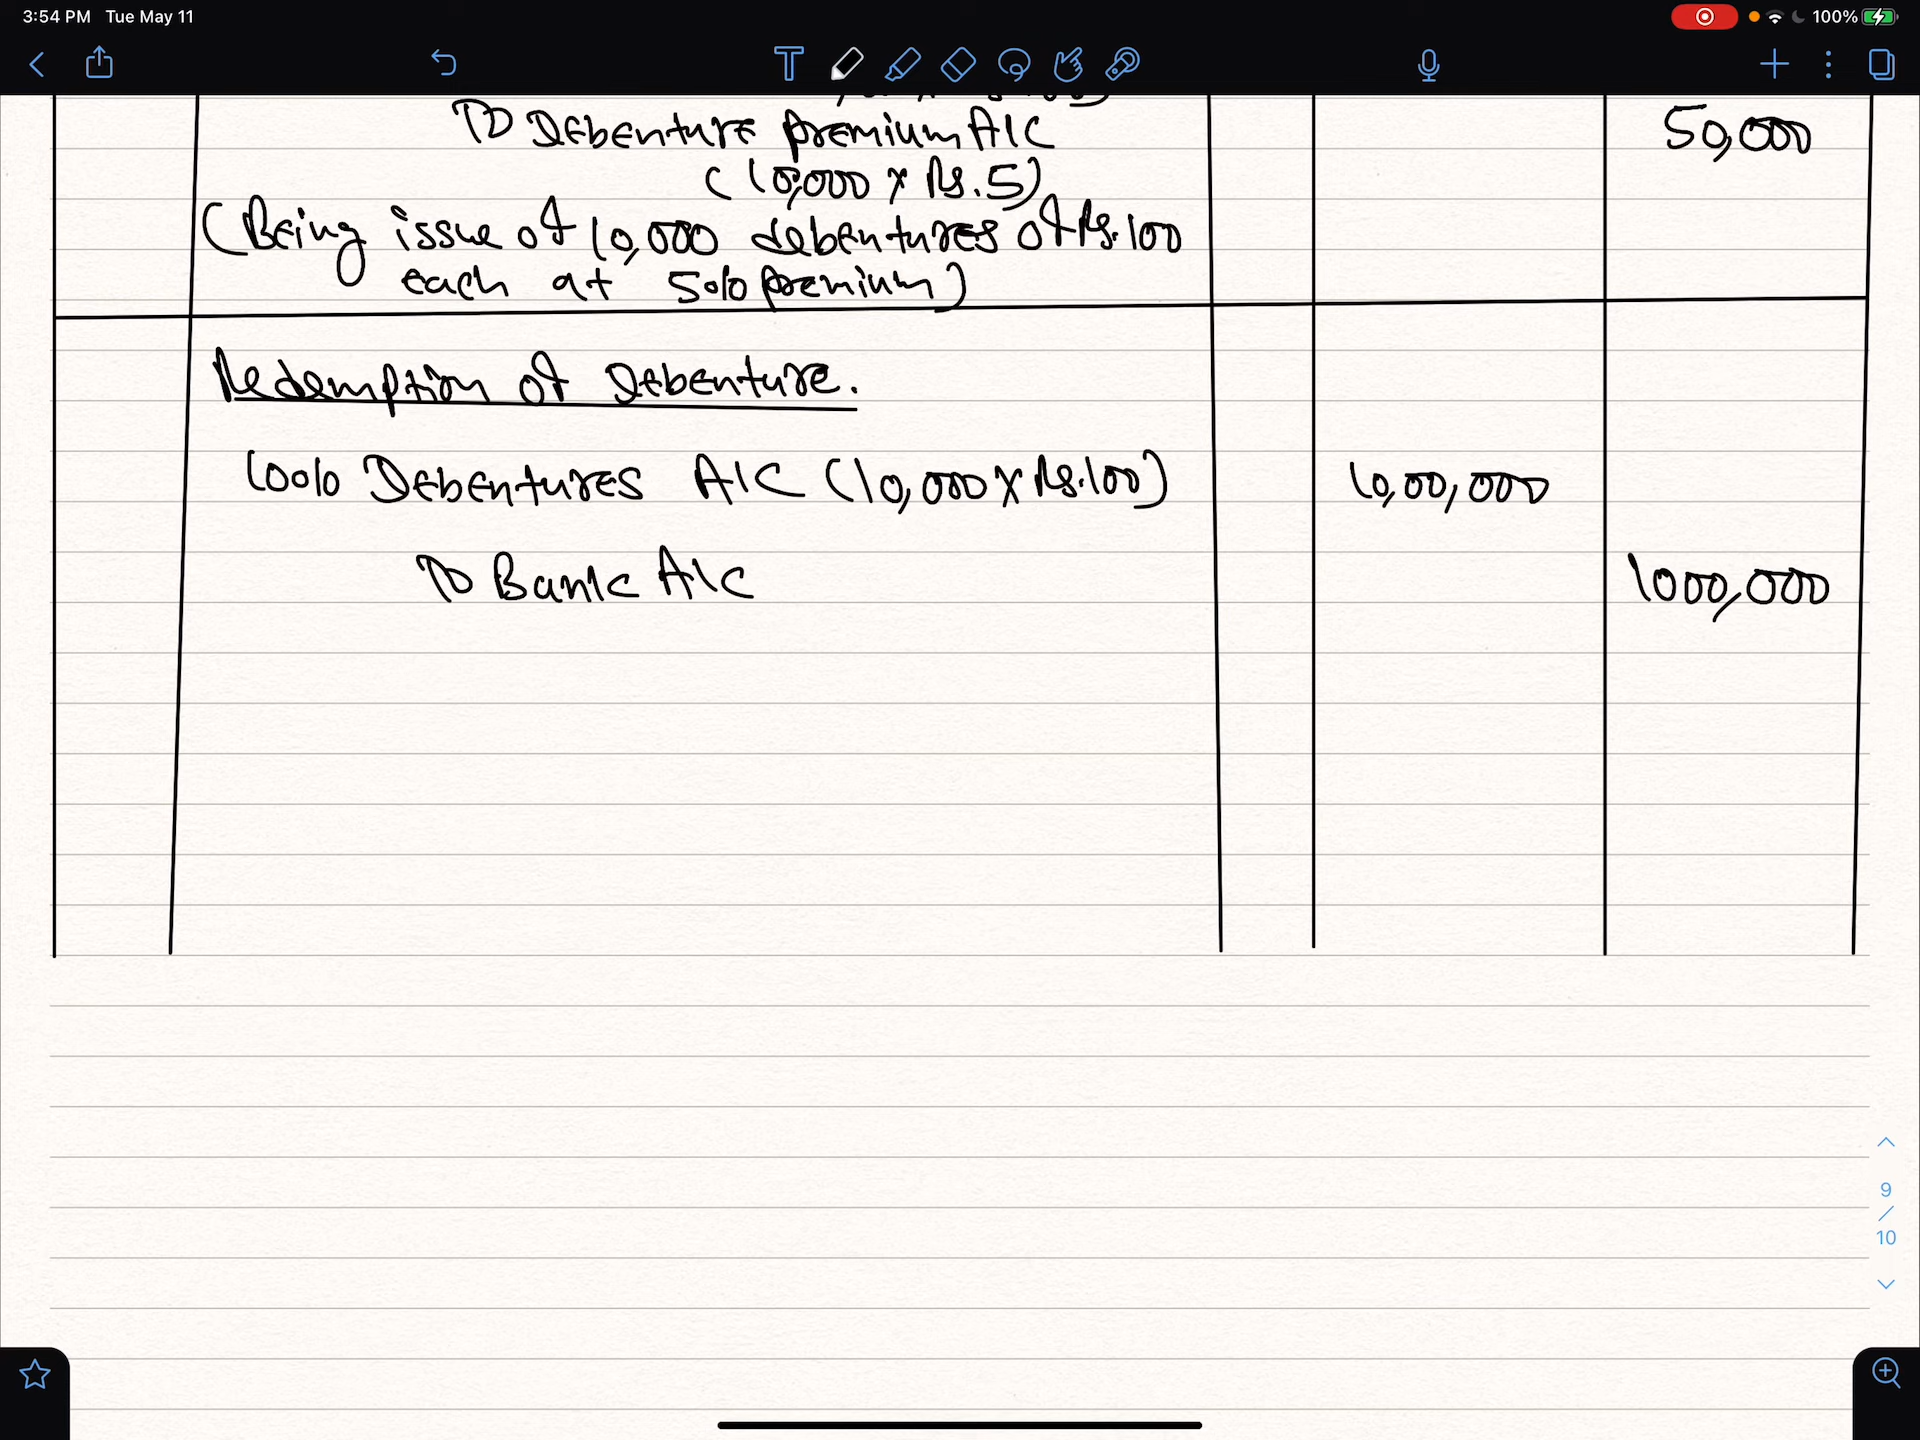 3:54 PM Tue May 11
100%
To Debenture premium A/C 50,000
(10,000 x Rs. 5)
(Being issue of 10,000 debentures of Rs. 100
each at 5% premium)
Redemption of Debenture.
10% Debentures A/C (10,000 x Rs. 100) 10,00,000
To Bank A/C 1000,000
9
/
10